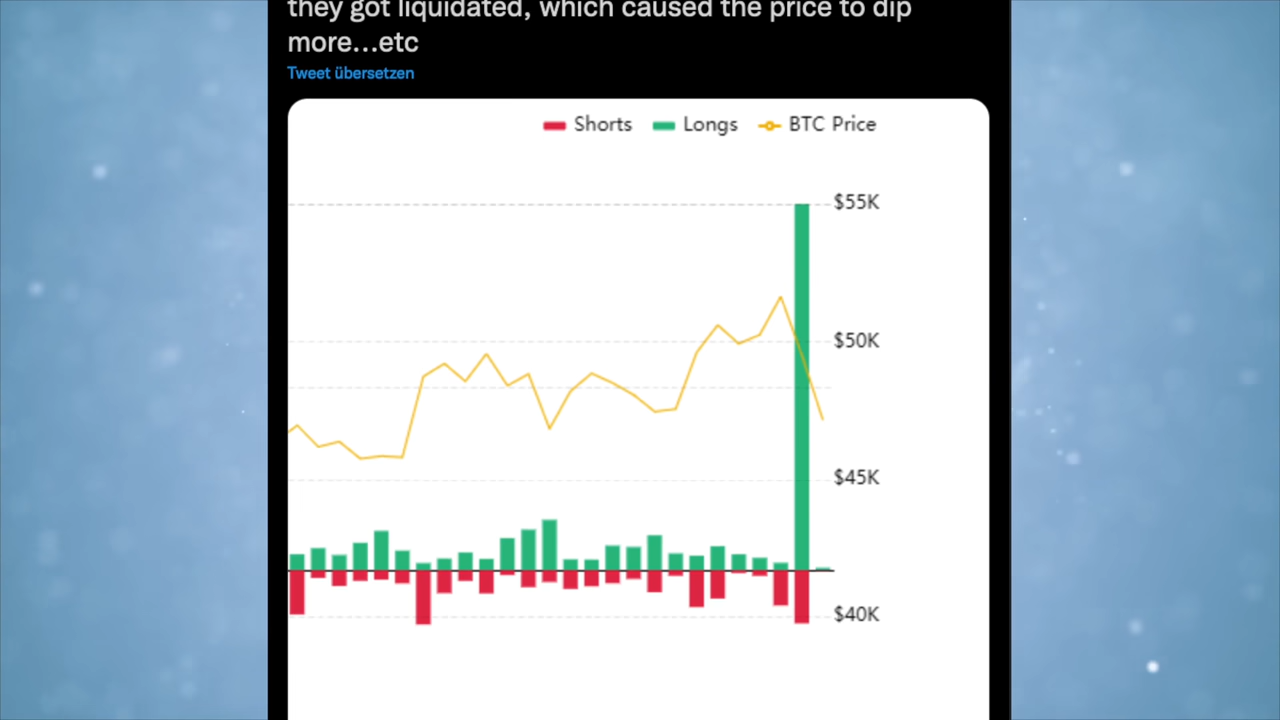 they got liquidated, which caused the price to dip
more...etc
Tweet übersetzen
Shorts Longs BTC Price
$55K
$50K
$45K
$40K